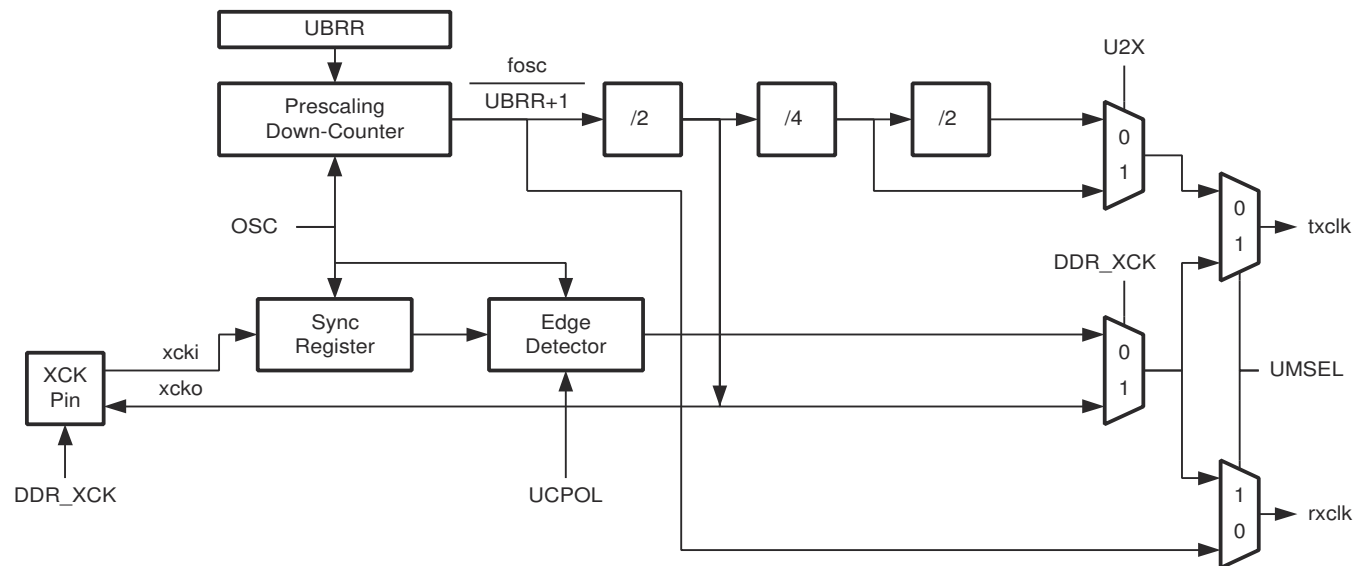 UBRR
U2X
fosc
UBRR+1
Prescaling
Down-Counter
/2
/4
/2
0
1
OSC
0
1
txclk
DDR_XCK
Sync
Register
Edge
Detector
xcki
0
1
UMSEL
XCK
Pin
xcko
DDR_XCK
UCPOL
1
0
rxclk